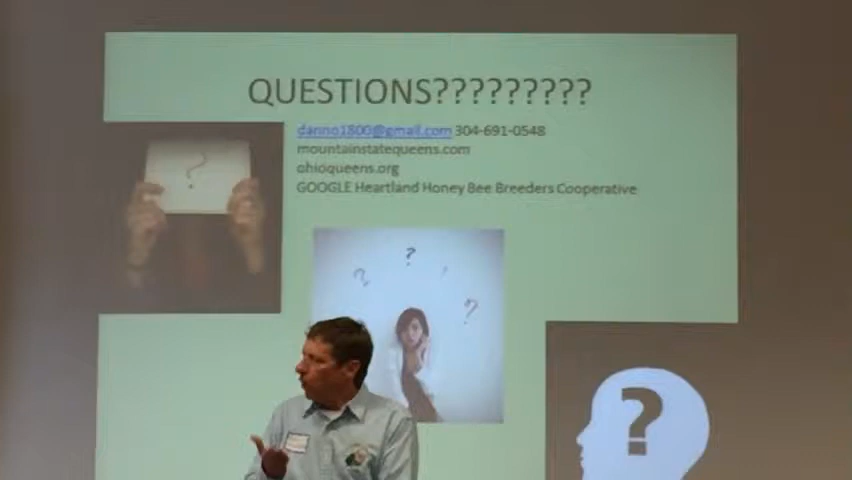 QUESTIONS?????????
danno1800@gmail.com 304-691-0548
mountainstatequeens.com
ohioqueens.org
GOOGLE Heartland Honey Bee Breeders Cooperative
?
?
?
?
?